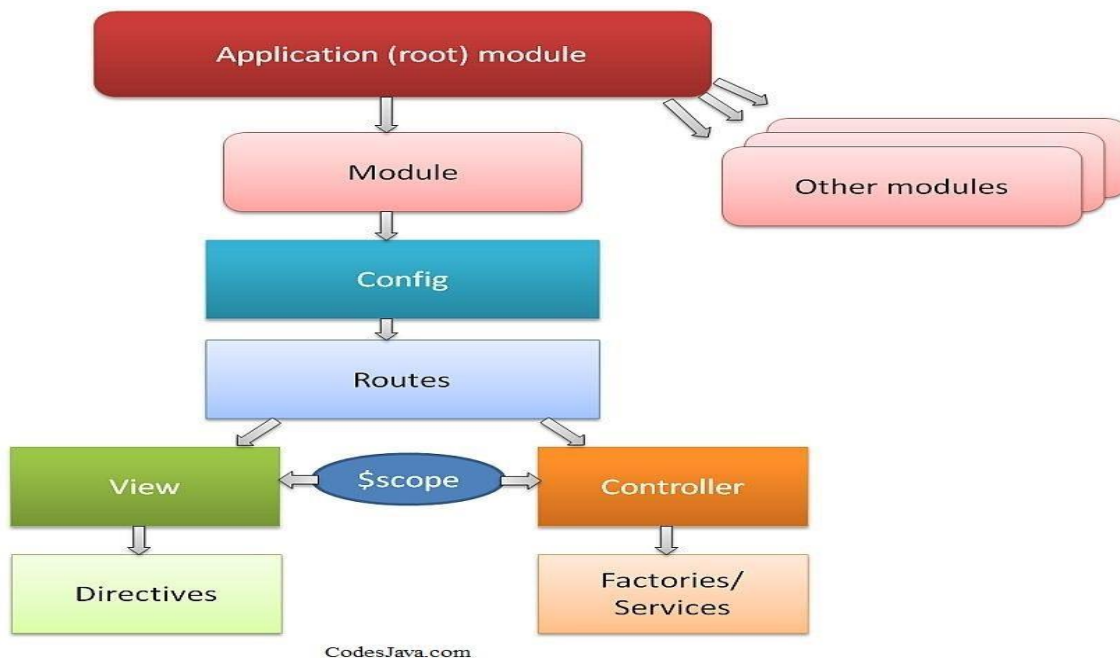 Application (root) module
Module
Other modules
Config
Routes
View
$scope
Controller
Directives
Factories/
Services
CodesJava.com